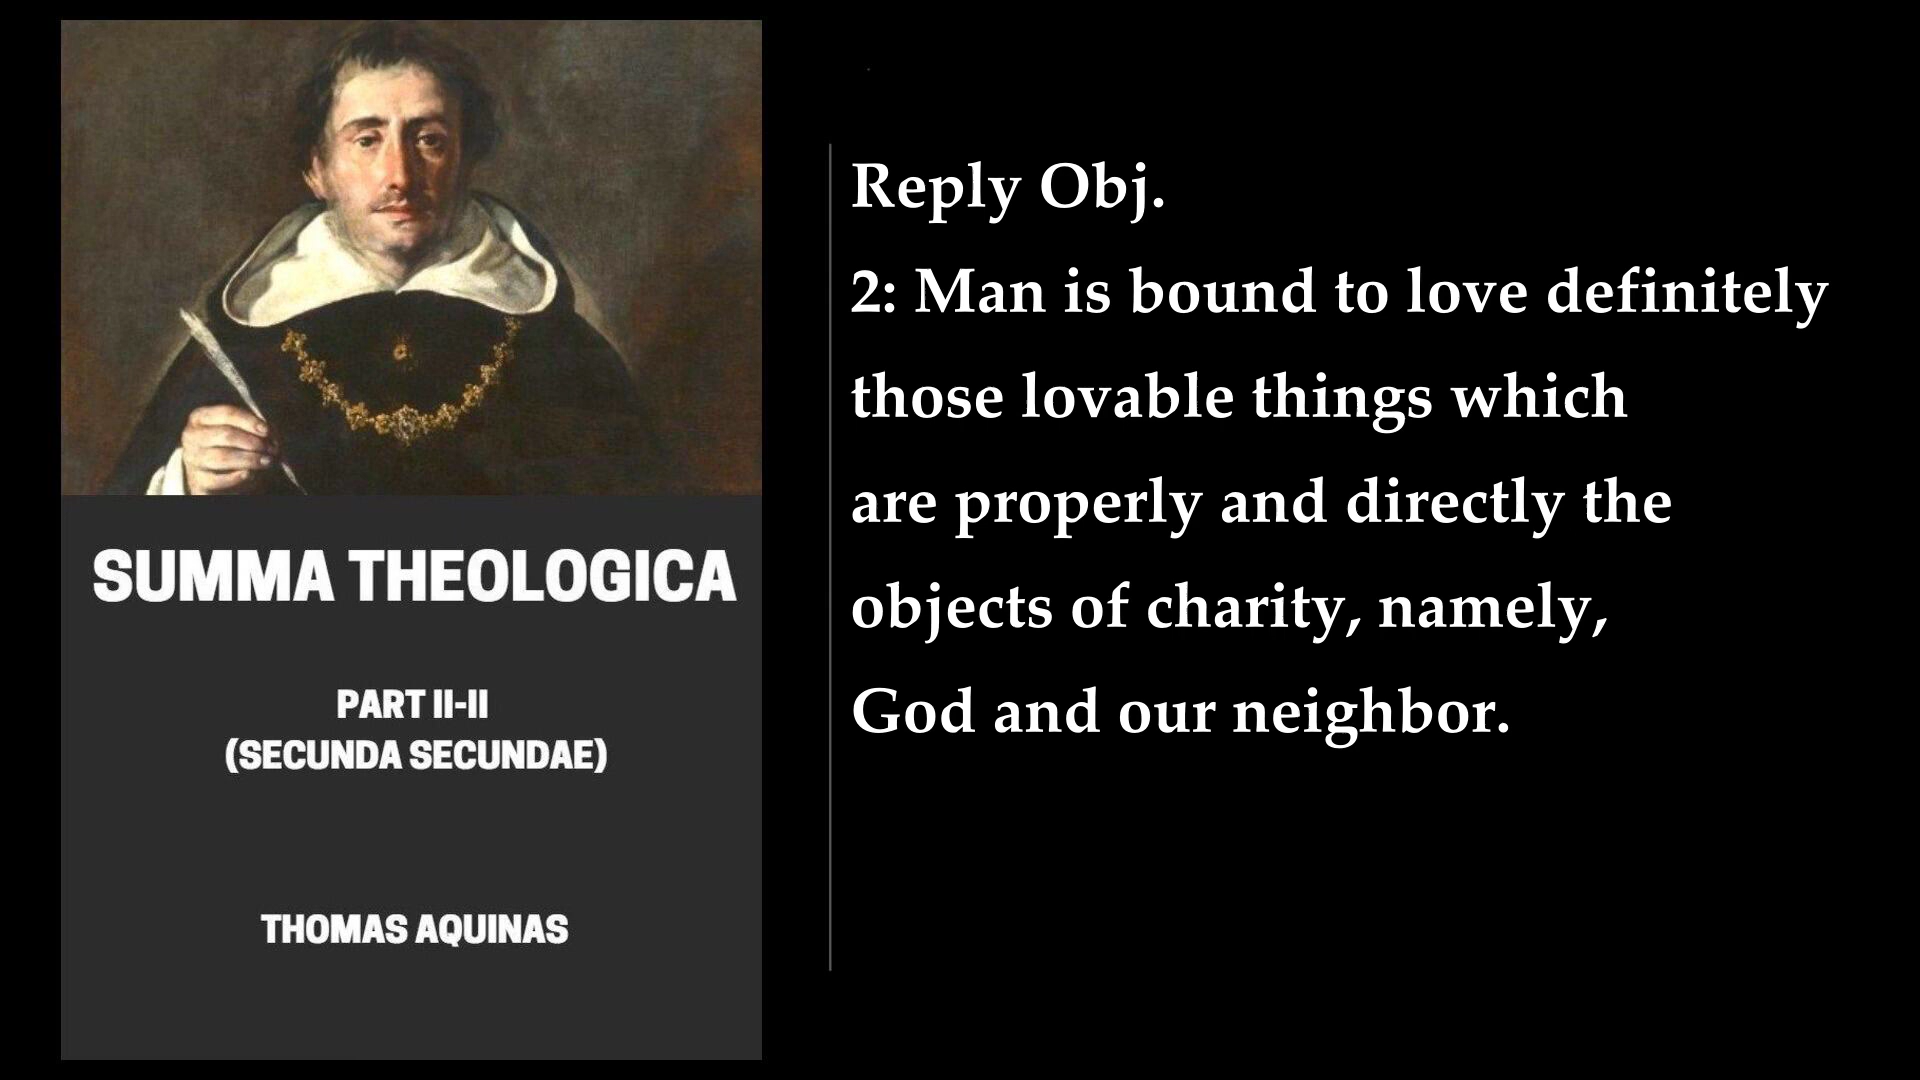 SUMMA THEOLOGICA
PART II-II
(SECUNDA SECUNDAE)
THOMAS AQUINAS
Reply Obj.
2: Man is bound to love definitely
those lovable things which
are properly and directly the
objects of charity, namely,
God and our neighbor.